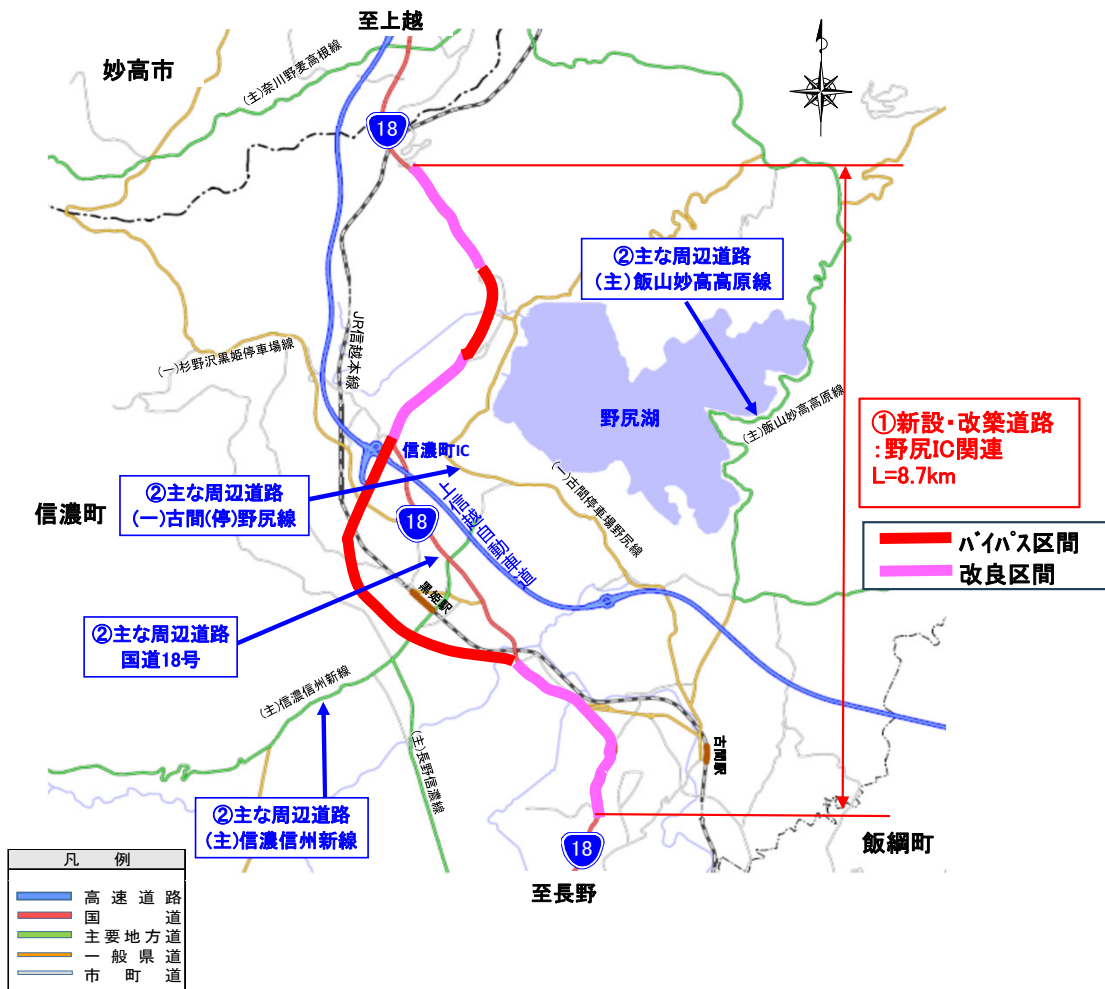 至上越
妙高市
(主)奈川野麦高根線
18
②主な周辺道路
(主)飯山妙高高原線
JR信越本線
(一)杉野沢黒姫停車場線
野尻湖
(主)飯山妙高高原線
①新設・改築道路
:野尻IC関連
L=8.7km
信濃町IC
②主な周辺道路
(一)古間(停)野尻線
(一)古間停車場野尻線
信濃町
18
上信越自動車道
バイパス区間
改良区間
黒姫駅
②主な周辺道路
国道18号
(主)信濃信州新線
(主)長野信濃線
古間駅
②主な周辺道路
(主)信濃信州新線
18
飯綱町
至長野
凡 例
高速道路
国 道
主要地方道
一般県道
市町道